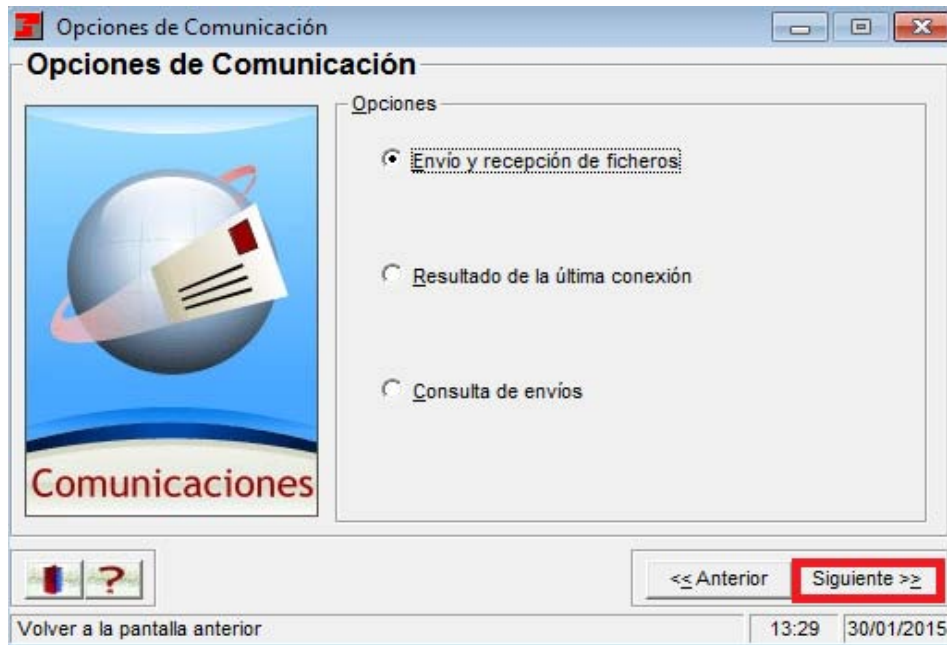 Opciones de Comunicación
Opciones de Comunicación
Opciones
Envío y recepción de ficheros
Resultado de la última conexión
Consulta de envíos
Comunicaciones
?
<< Anterior
Siguiente >>
Volver a la pantalla anterior
13:29
30/01/2015